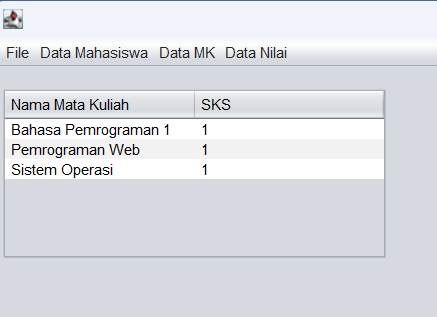 File Data Mahasiswa Data MK Data Nilai
Nama Mata Kuliah SKS
Bahasa Pemrograman 1 1
Pemrograman Web 1
Sistem Operasi 1